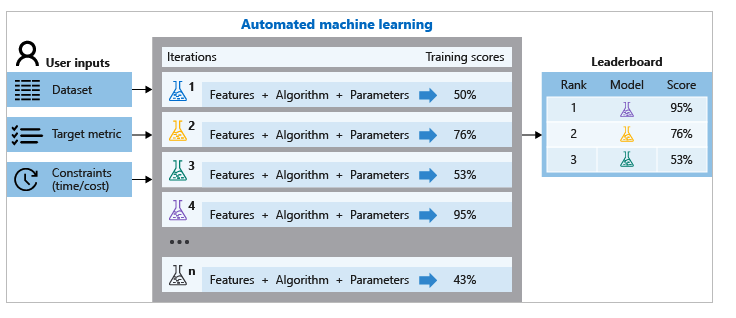 Automated machine learning
User inputs
Dataset
Target metric
Constraints
(time/cost)
Iterations Training scores
1 Features + Algorithm + Parameters 50%
2 Features + Algorithm + Parameters 76%
3 Features + Algorithm + Parameters 53%
4 Features + Algorithm + Parameters 95%
•••
n Features + Algorithm + Parameters 43%
Leaderboard
Rank Model Score
1 95%
2 76%
3 53%